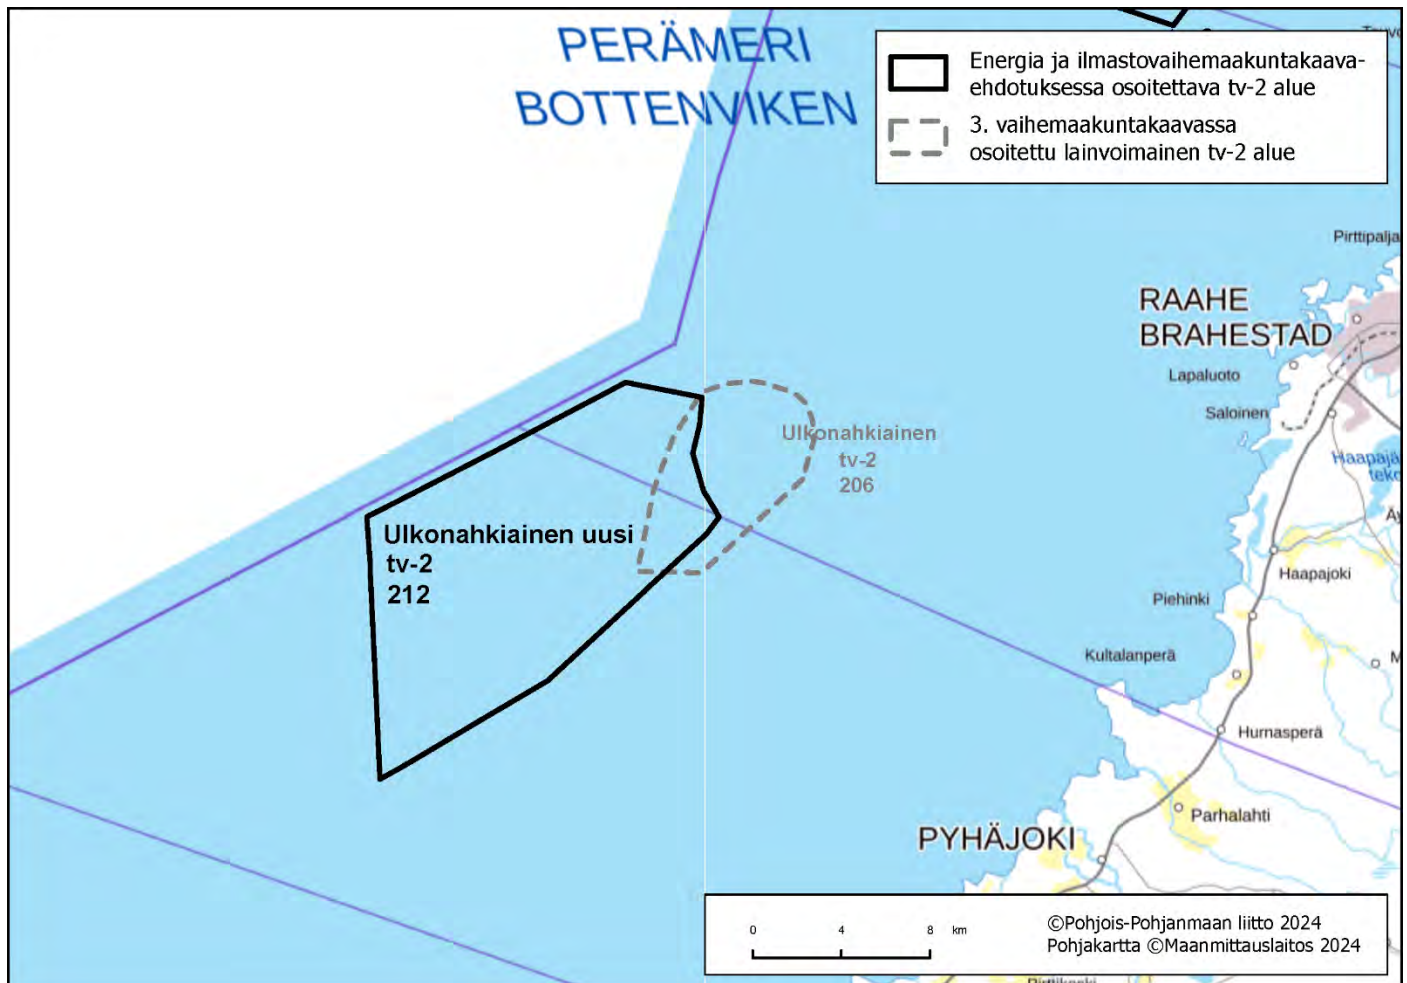 PERÄMERI
BOTTENVIKEN
Energia ja ilmastovaihemaakuntakaava-
ehdotuksessa osoitettava tv-2 alue
3. vaihemaakuntakaavassa
osoitettu lainvoimainen tv-2 alue
Pirttipalja
RAAHE
BRAHESTAD
Lapaluoto
Saloinen
Ulkonahkiainen
tv-2
206
Haapajä
teko
Ulkonahkiainen uusi
tv-2
212
Haapajoki
Piehinki
Kultalanperä
M
Hurnasperä
Parhalahti
PYHÄJOKI
0 4 8 km
©Pohjois-Pohjanmaan liitto 2024
Pohjakartta ©Maanmittauslaitos 2024